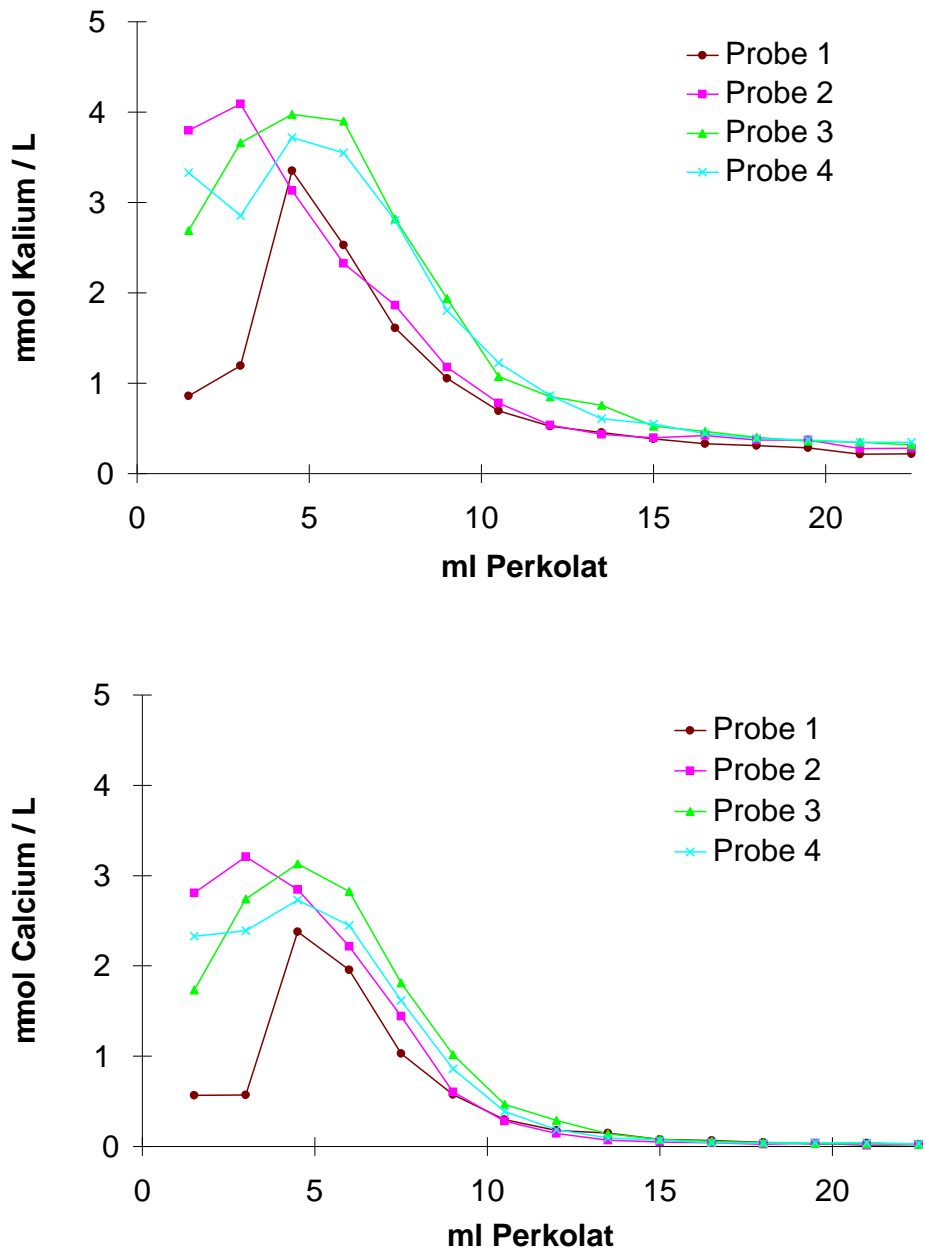 5
4
3
2
1
0
mmol Kalium / L
Probe 1
Probe 2
Probe 3
Probe 4
0 5 10 15 20
ml Perkolat
5
4
3
2
1
0
mmol Calcium / L
Probe 1
Probe 2
Probe 3
Probe 4
0 5 10 15 20
ml Perkolat